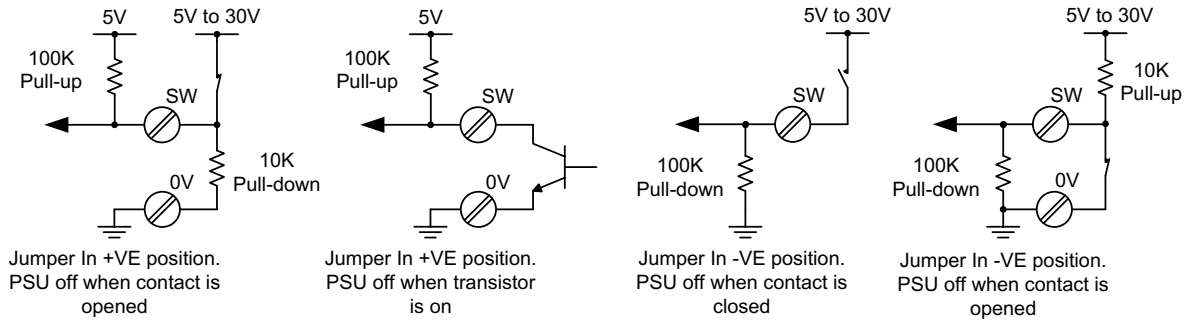 5V
5V to 30V
100K
Pull-up
SW
10K
Pull-down
0V
Jumper In +VE position.
PSU off when contact is
opened
5V
100K
Pull-up
SW
0V
Jumper In +VE position.
PSU off when transistor
is on
5V to 30V
SW
100K
Pull-down
Jumper In -VE position.
PSU off when contact is
closed
5V to 30V
10K
Pull-up
SW
100K
Pull-down
0V
Jumper In -VE position.
PSU off when contact is
opened